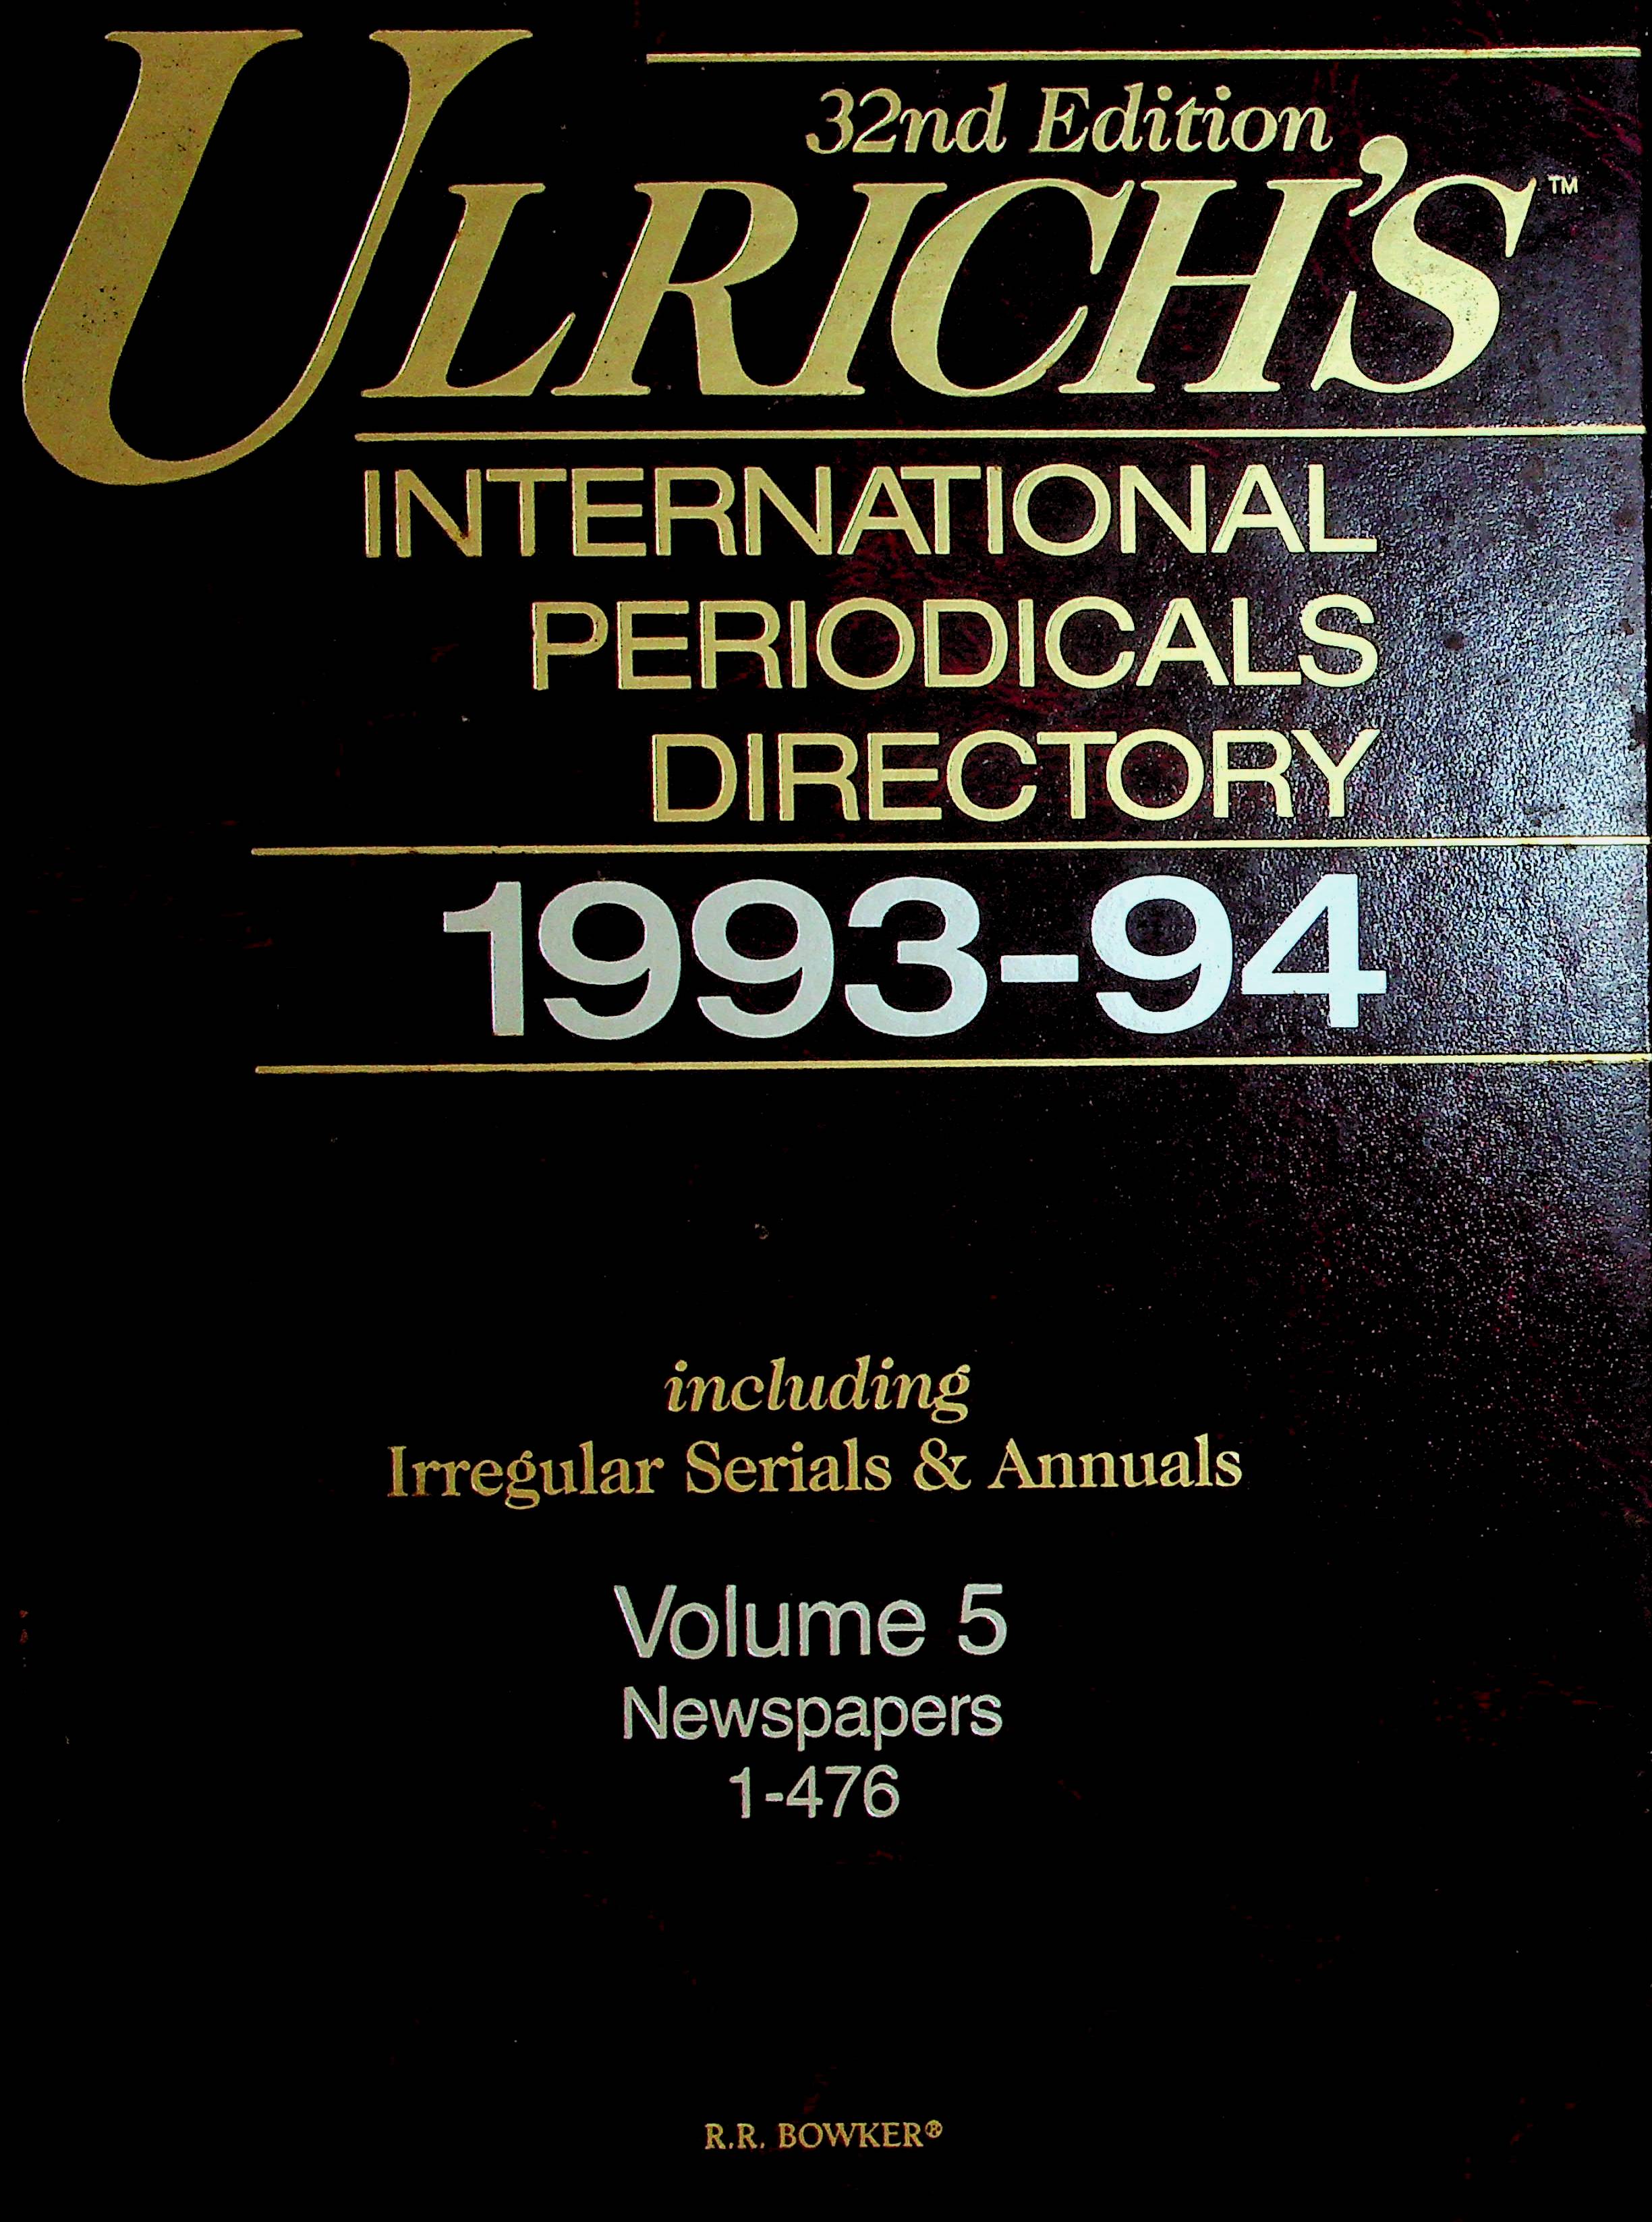 32nd Edition
ULRICH'S™
INTERNATIONAL
PERIODICALS
DIRECTORY
1993-94
including
Irregular Serials & Annuals
Volume 5
Newspapers
1-476
R.R. BOWKER®